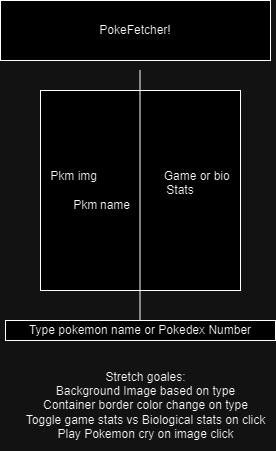 PokeFetcher!
Pkm img
Pkm name
Game or bio
Stats
Type pokemon name or Pokedex Number
Stretch goales:
Background Image based on type
Container border color change on type
Toggle game stats vs Biological stats on click
Play Pokemon cry on image click